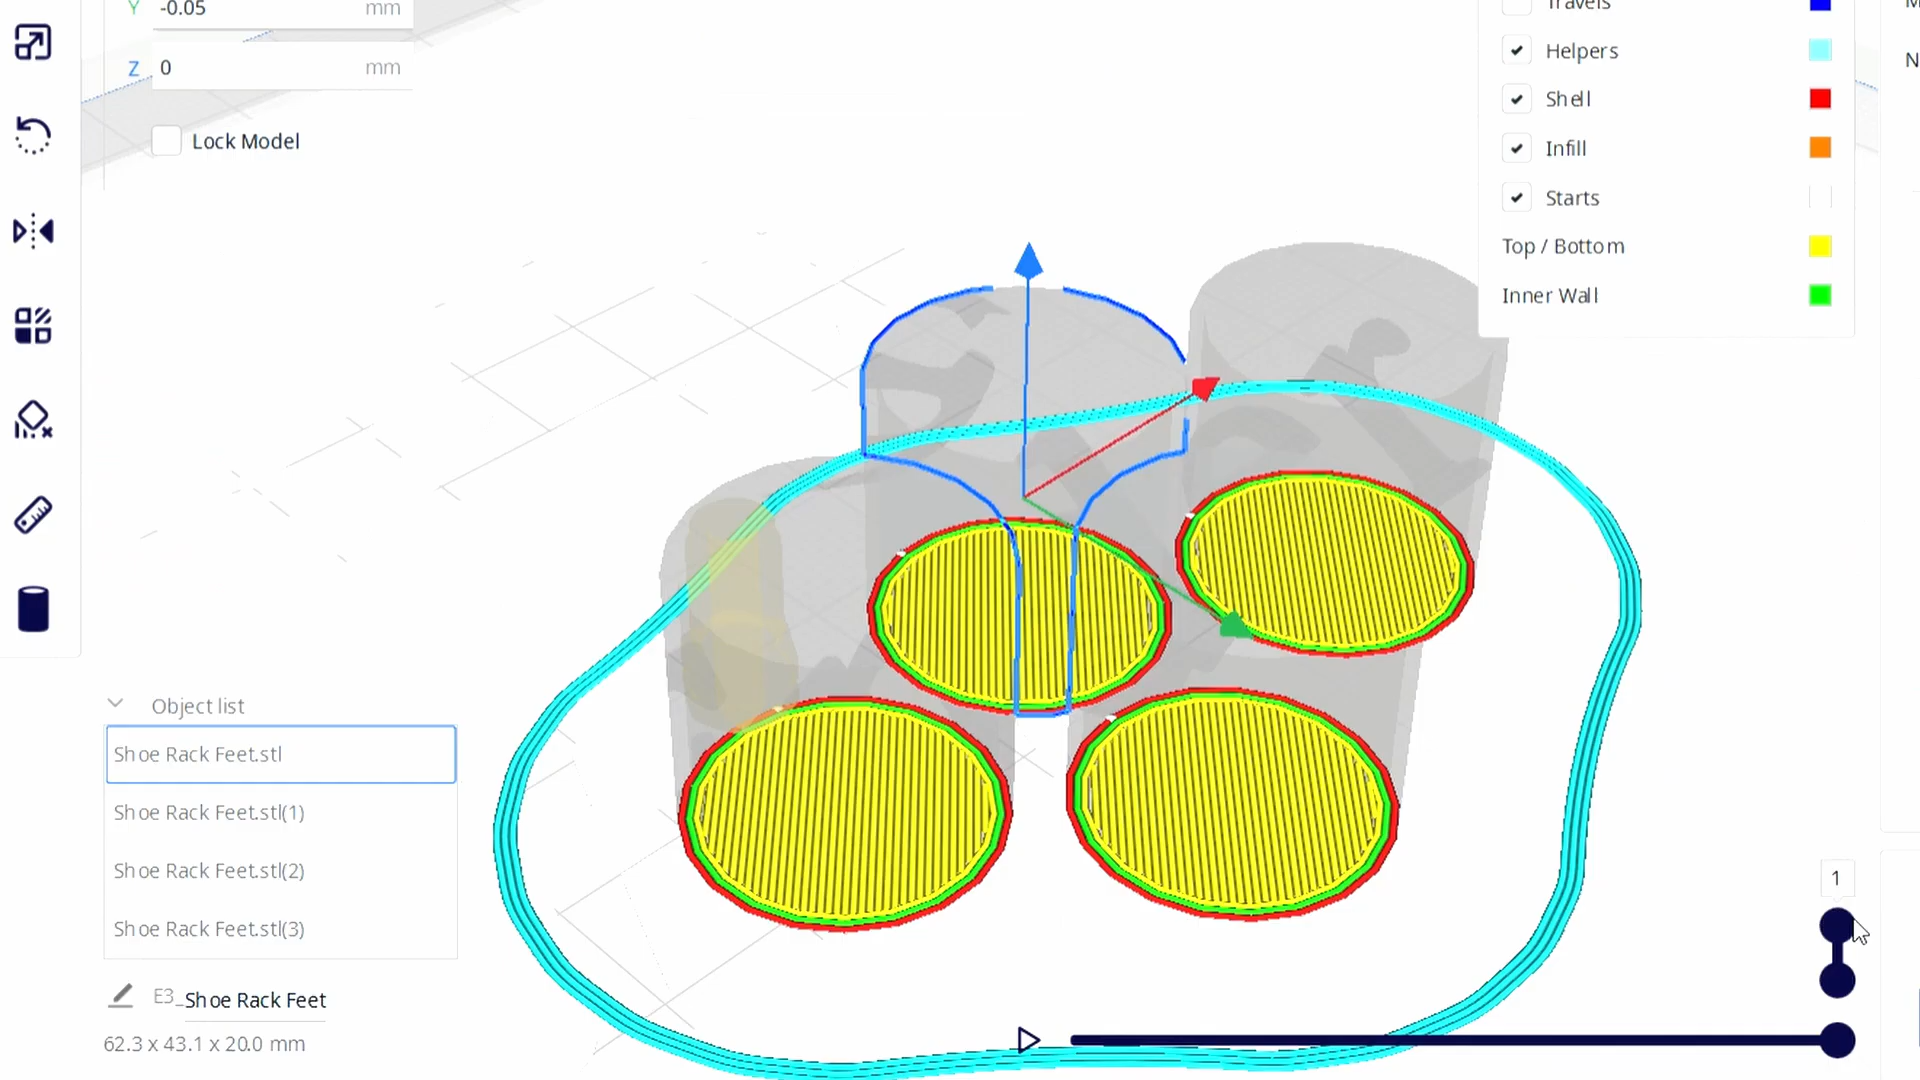 Y -0.05 mm
Z 0 mm
Lock Model
Travels
Helpers
Shell
Infill
Starts
Top / Bottom
Inner Wall
Object list
Shoe Rack Feet.stl
Shoe Rack Feet.stl(1)
Shoe Rack Feet.stl(2)
Shoe Rack Feet.stl(3)
E3_Shoe Rack Feet
62.3 x 43.1 x 20.0 mm
1